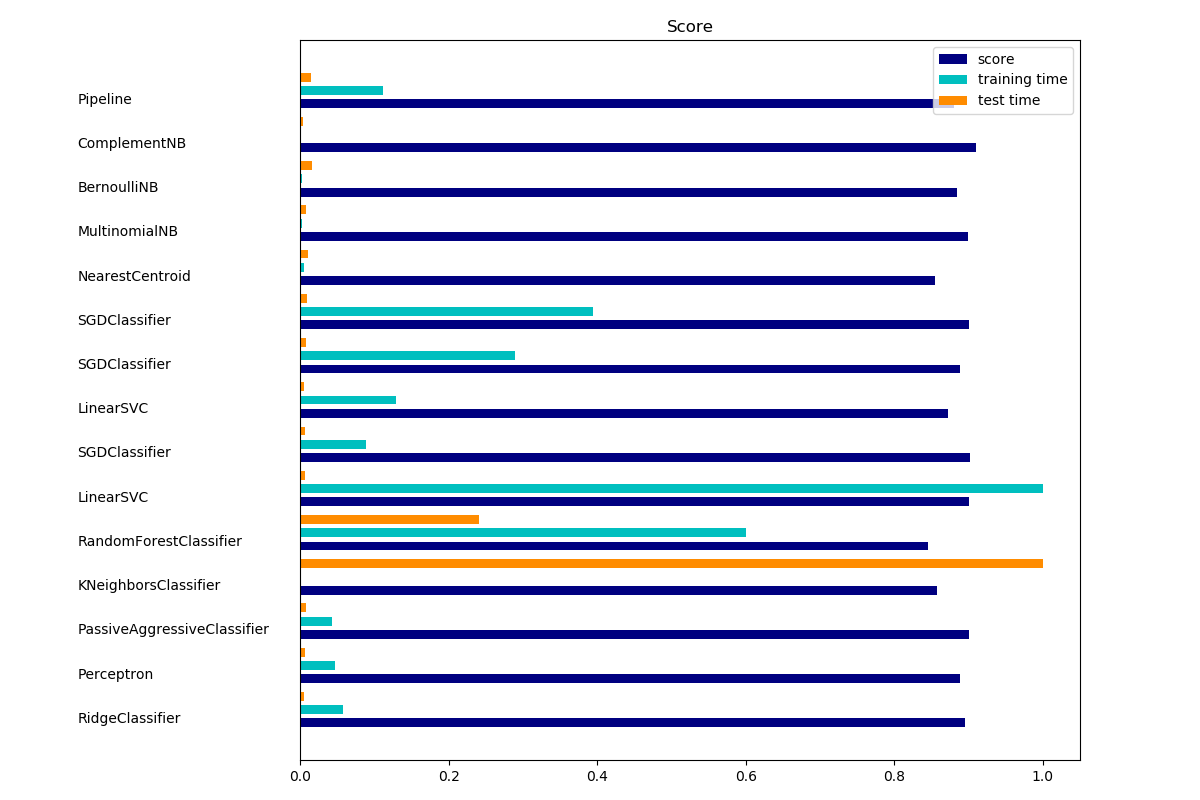 Score
score
training time
test time
Pipeline
ComplementNB
BernoulliNB
MultinomialNB
NearestCentroid
SGDClassifier
SGDClassifier
LinearSVC
SGDClassifier
LinearSVC
RandomForestClassifier
KNeighborsClassifier
PassiveAggressiveClassifier
Perceptron
RidgeClassifier
0.0 0.2 0.4 0.6 0.8 1.0